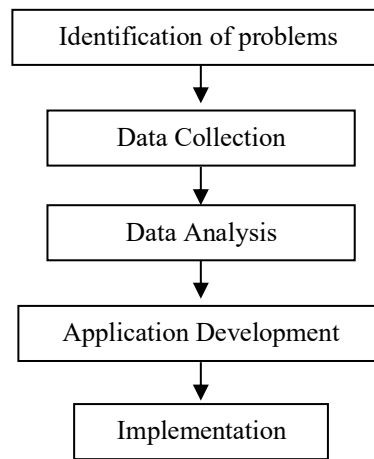 Identification of problems
Data Collection
Data Analysis
Application Development
Implementation